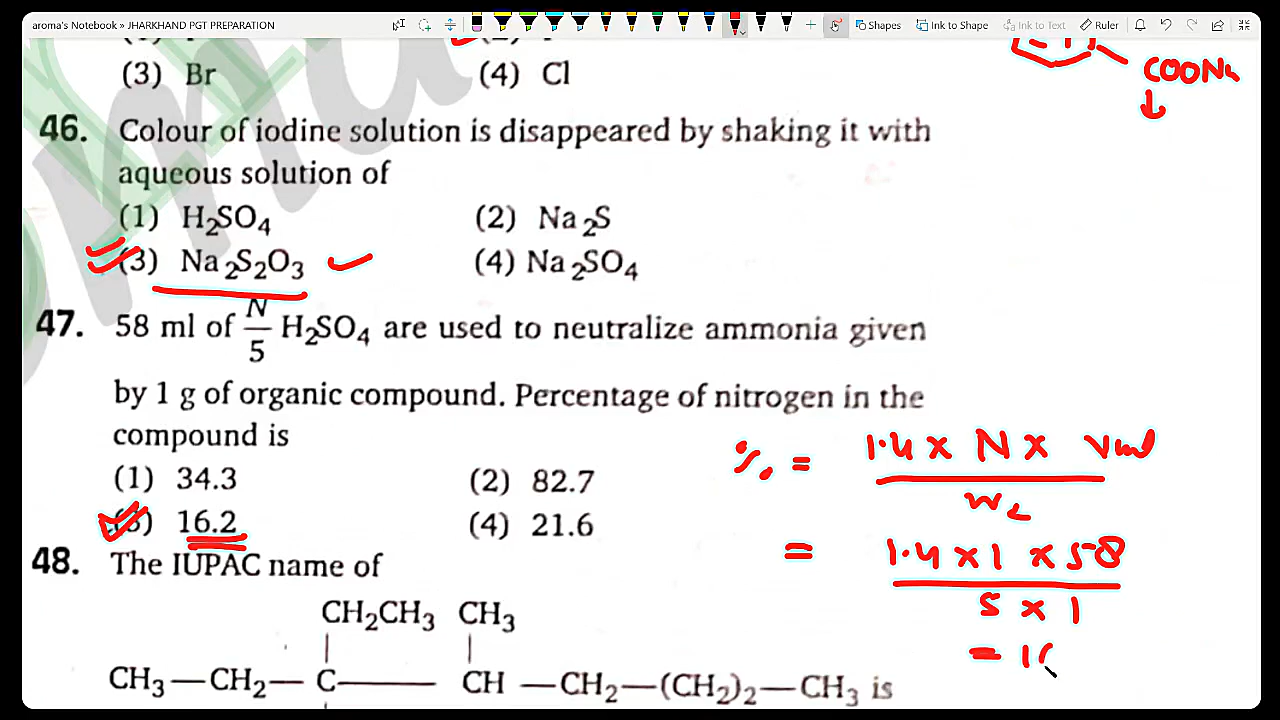 aroma's Notebook » JHARKHAND PGT PREPARATION
Shapes Ink to Shape Ink to Text Ruler
(3) Br (4) Cl
COONa
46. Colour of iodine solution is disappeared by shaking it with
aqueous solution of
(1) H₂SO₄ (2) Na₂S
(3) Na₂S₂O₃ (4) Na₂SO₄
47. 58 ml of N/5 H₂SO₄ are used to neutralize ammonia given
by 1 g of organic compound. Percentage of nitrogen in the
compound is
(1) 34.3 (2) 82.7
(3) 16.2 (4) 21.6
% = 1.4 × N × Vml
W
= 1.4 × 1 × 58
5 × 1
= 1
48. The IUPAC name of
CH₂CH₃ CH₃
CH₃—CH₂—C——CH—CH₂—(CH₂)₂—CH₃ is